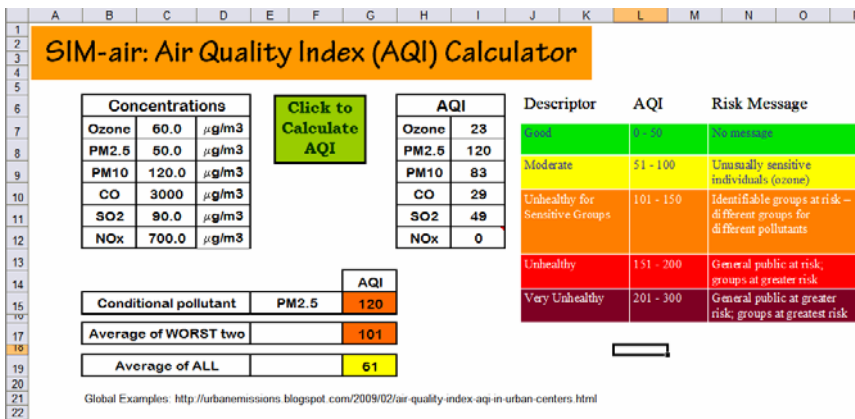 A B C D E F G H I J K L M N O
1
2
3
4
5
6
7
8
9
10
11
12
13
14
15
17
18
19
20
21
22
SIM-air: Air Quality Index (AQI) Calculator
Concentrations
Ozone 60.0 µg/m3
PM2.5 50.0 µg/m3
PM10 120.0 µg/m3
CO 3000 µg/m3
SO2 90.0 µg/m3
NOx 700.0 µg/m3
Click to
Calculate
AQI
AQI
Ozone 23
PM2.5 120
PM10 83
CO 29
SO2 49
NOx 0
Descriptor AQI Risk Message
Good 0 - 50 No message
Moderate 51 - 100 Unusually sensitive
individuals (ozone)
Unhealthy for 101 - 150 Identifiable groups at risk –
Sensitive Groups different groups for
different pollutants
Unhealthy 151 - 200 General public at risk;
groups at greater risk
Very Unhealthy 201 - 300 General public at greater
risk; groups at greatest risk
AQI
Conditional pollutant PM2.5 120
Average of WORST two 101
Average of ALL 61
Global Examples: http://urbanemissions.blogspot.com/2009/02/air-quality-index-aqi-in-urban-centers.html